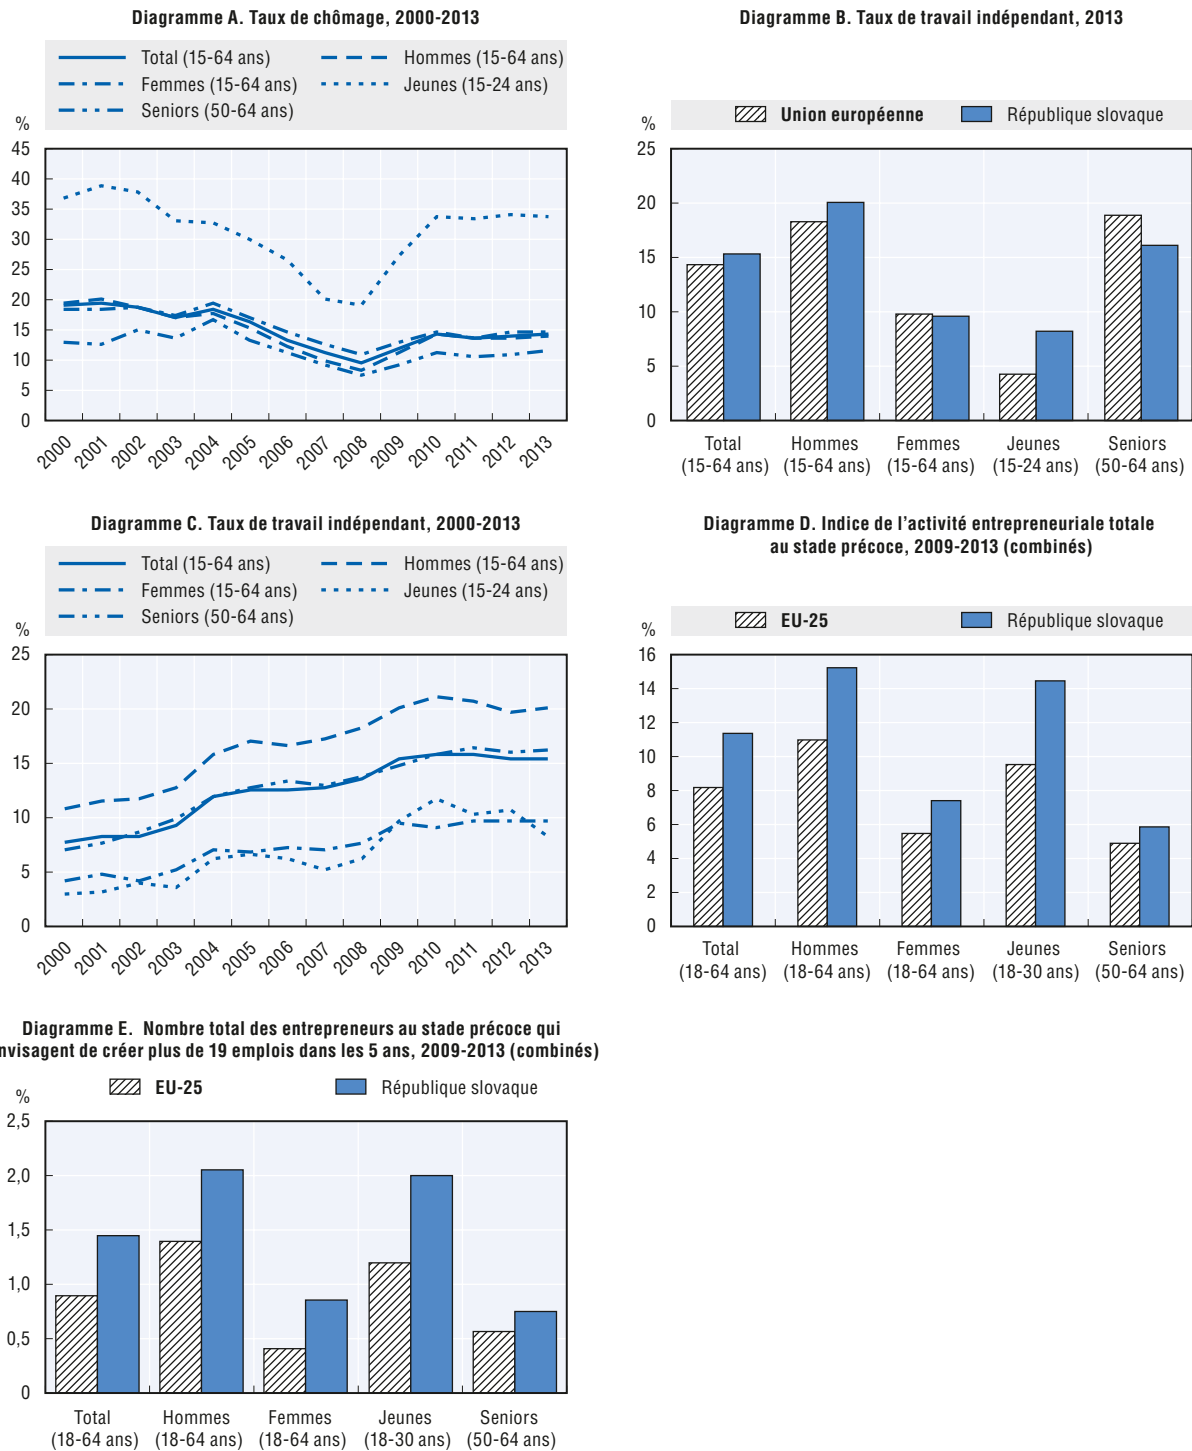 Diagramme A. Taux de chômage, 2000-2013
Total (15-64 ans)
Hommes (15-64 ans)
Femmes (15-64 ans)
Jeunes (15-24 ans)
Seniors (50-64 ans)
%
45
40
35
30
25
20
15
10
5
0
2000
2001
2002
2003
2004
2005
2006
2007
2008
2009
2010
2011
2012
2013
Diagramme B. Taux de travail indépendant, 2013
Union européenne
République slovaque
%
25
20
15
10
5
0
Total
(15-64 ans)
Hommes
(15-64 ans)
Femmes
(15-64 ans)
Jeunes
(15-24 ans)
Seniors
(50-64 ans)
Diagramme C. Taux de travail indépendant, 2000-2013
Total (15-64 ans)
Hommes (15-64 ans)
Femmes (15-64 ans)
Jeunes (15-24 ans)
Seniors (50-64 ans)
%
25
20
15
10
5
0
2000
2001
2002
2003
2004
2005
2006
2007
2008
2009
2010
2011
2012
2013
Diagramme D. Indice de l'activité entrepreneuriale totale
au stade précoce, 2009-2013 (combinés)
EU-25
République slovaque
%
16
14
12
10
8
6
4
2
0
Total
(18-64 ans)
Hommes
(18-64 ans)
Femmes
(18-64 ans)
Jeunes
(18-30 ans)
Seniors
(50-64 ans)
Diagramme E. Nombre total des entrepreneurs au stade précoce qui
nvisagent de créer plus de 19 emplois dans les 5 ans, 2009-2013 (combinés)
EU-25
République slovaque
%
2,5
2,0
1,5
1,0
0,5
0
Total
(18-64 ans)
Hommes
(18-64 ans)
Femmes
(18-64 ans)
Jeunes
(18-30 ans)
Seniors
(50-64 ans)